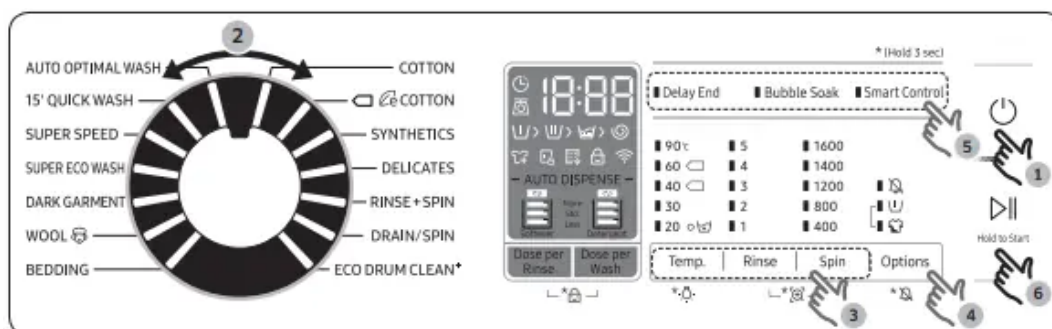 2
AUTO OPTIMAL WASH
15' QUICK WASH
SUPER SPEED
SUPER ECO WASH
DARK GARMENT
WOOL
BEDDING
COTTON
COTTON
SYNTHETICS
DELICATES
RINSE+SPIN
DRAIN/SPIN
ECO DRUM CLEAN+
18:88
- AUTO DISPENSE -
Softener
Detergent
Dose per Rinse
Dose per Wash
* (Hold 3 sec)
Delay End Bubble Soak Smart Control
5
90℃ 5 1600
60 4 1400
40 3 1200
30 2 800
20 1 400
Temp. Rinse Spin Options
* * *
3
4
1
Hold to Start
6